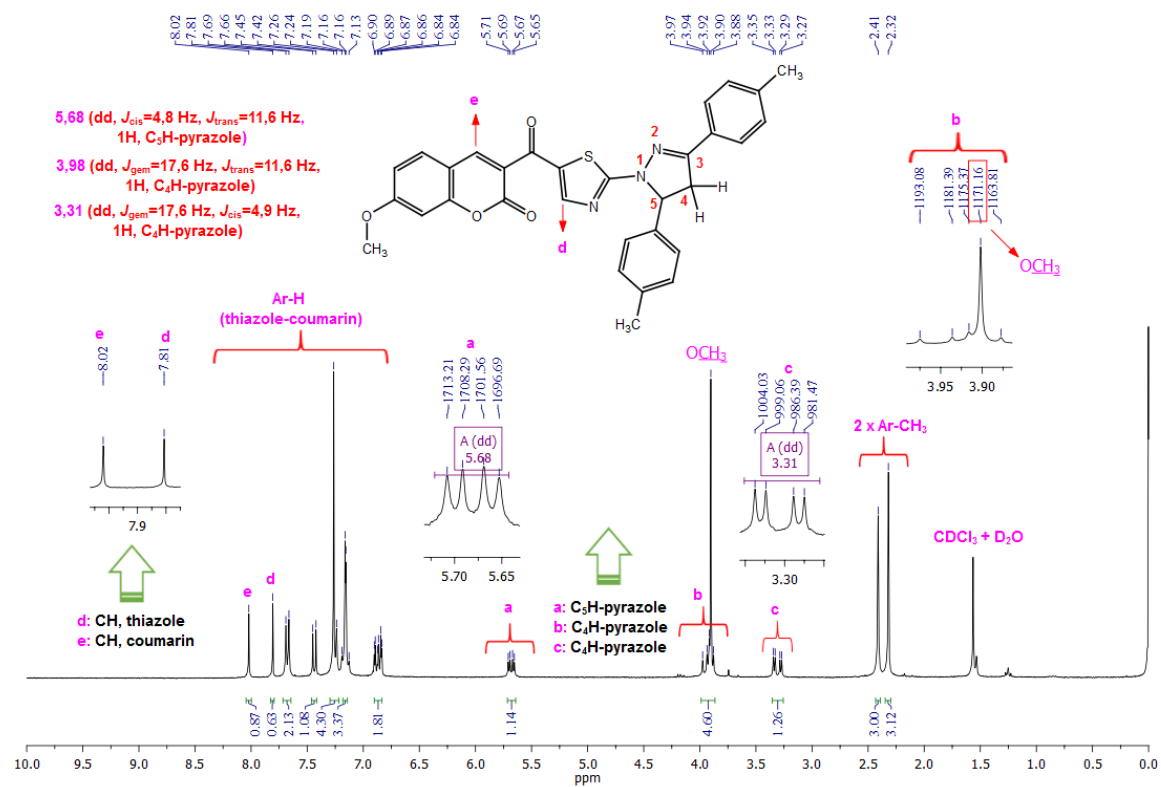 8.02 7.81 7.69 7.66 7.45 7.42 7.26 7.24 7.19 7.16 7.16 7.13 6.90 6.89 6.87 6.86 6.84 6.84 5.71 5.69 5.67 5.65 3.97 3.94 3.92 3.90 3.88 3.35 3.33 3.29 3.27 2.41 2.32
5,68 (dd, Jcis=4,8 Hz, Jtrans=11,6 Hz,
1H, C5H-pyrazole)
3,98 (dd, Jgem=17,6 Hz, Jtrans=11,6 Hz,
1H, C4H-pyrazole)
3,31 (dd, Jgem=17,6 Hz, Jcis=4,9 Hz,
1H, C4H-pyrazole)
e
O
S
N
N
N
1
2
3
4
5
H
H
CH3
O
CH3
O
O
d
H3C
b
1193.08
1181.39
1175.37
1171.16
1163.81
OCH3
3.95 3.90
Ar-H
(thiazole-coumarin)
e d
8.02 7.81
7.9
a
1713.21
1708.29
1701.56
1696.69
A (dd)
5.68
5.70 5.65
OCH3
c
1004.03
999.06
986.39
981.47
A (dd)
3.31
3.30
2 x Ar-CH3
CDCl3 + D2O
d: CH, thiazole
e: CH, coumarin
a: C5H-pyrazole
b: C4H-pyrazole
c: C4H-pyrazole
e d a b c
0.87 0.63 2.13 1.08 4.30 3.37 1.81 1.14 4.60 1.26 3.00 3.12
10.0 9.5 9.0 8.5 8.0 7.5 7.0 6.5 6.0 5.5 5.0 4.5 4.0 3.5 3.0 2.5 2.0 1.5 1.0 0.5 0.0
ppm